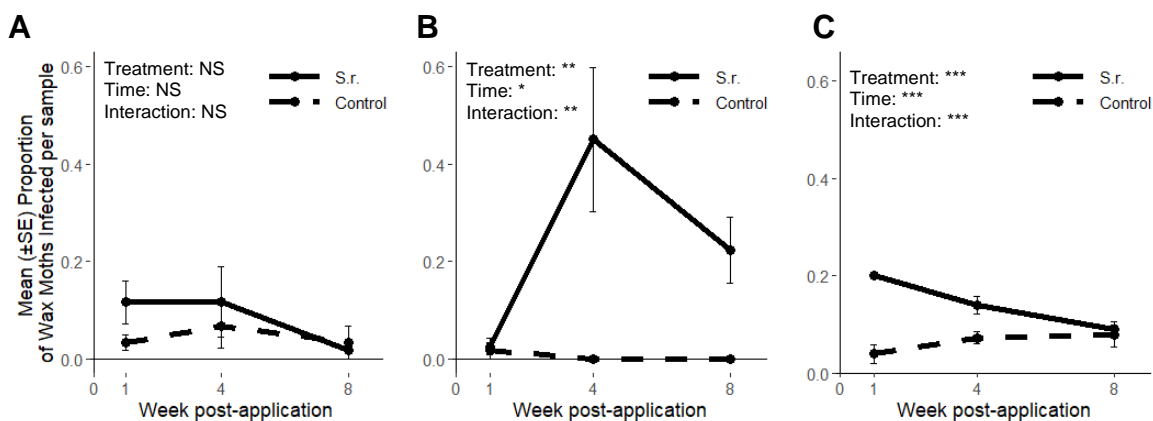 A
Mean (±SE) Proportion
of Wax Moths Infected per sample
0.6
0.4
0.2
0.0
Treatment: NS
Time: NS
Interaction: NS
S.r.
Control
0 1 4 8
Week post-application
B
0.6
0.4
0.2
0.0
Treatment: **
Time: *
Interaction: **
S.r.
Control
0 1 4 8
Week post-application
C
0.6
0.4
0.2
0.0
Treatment: ***
Time: ***
Interaction: ***
S.r.
Control
0 1 4 8
Week post-application